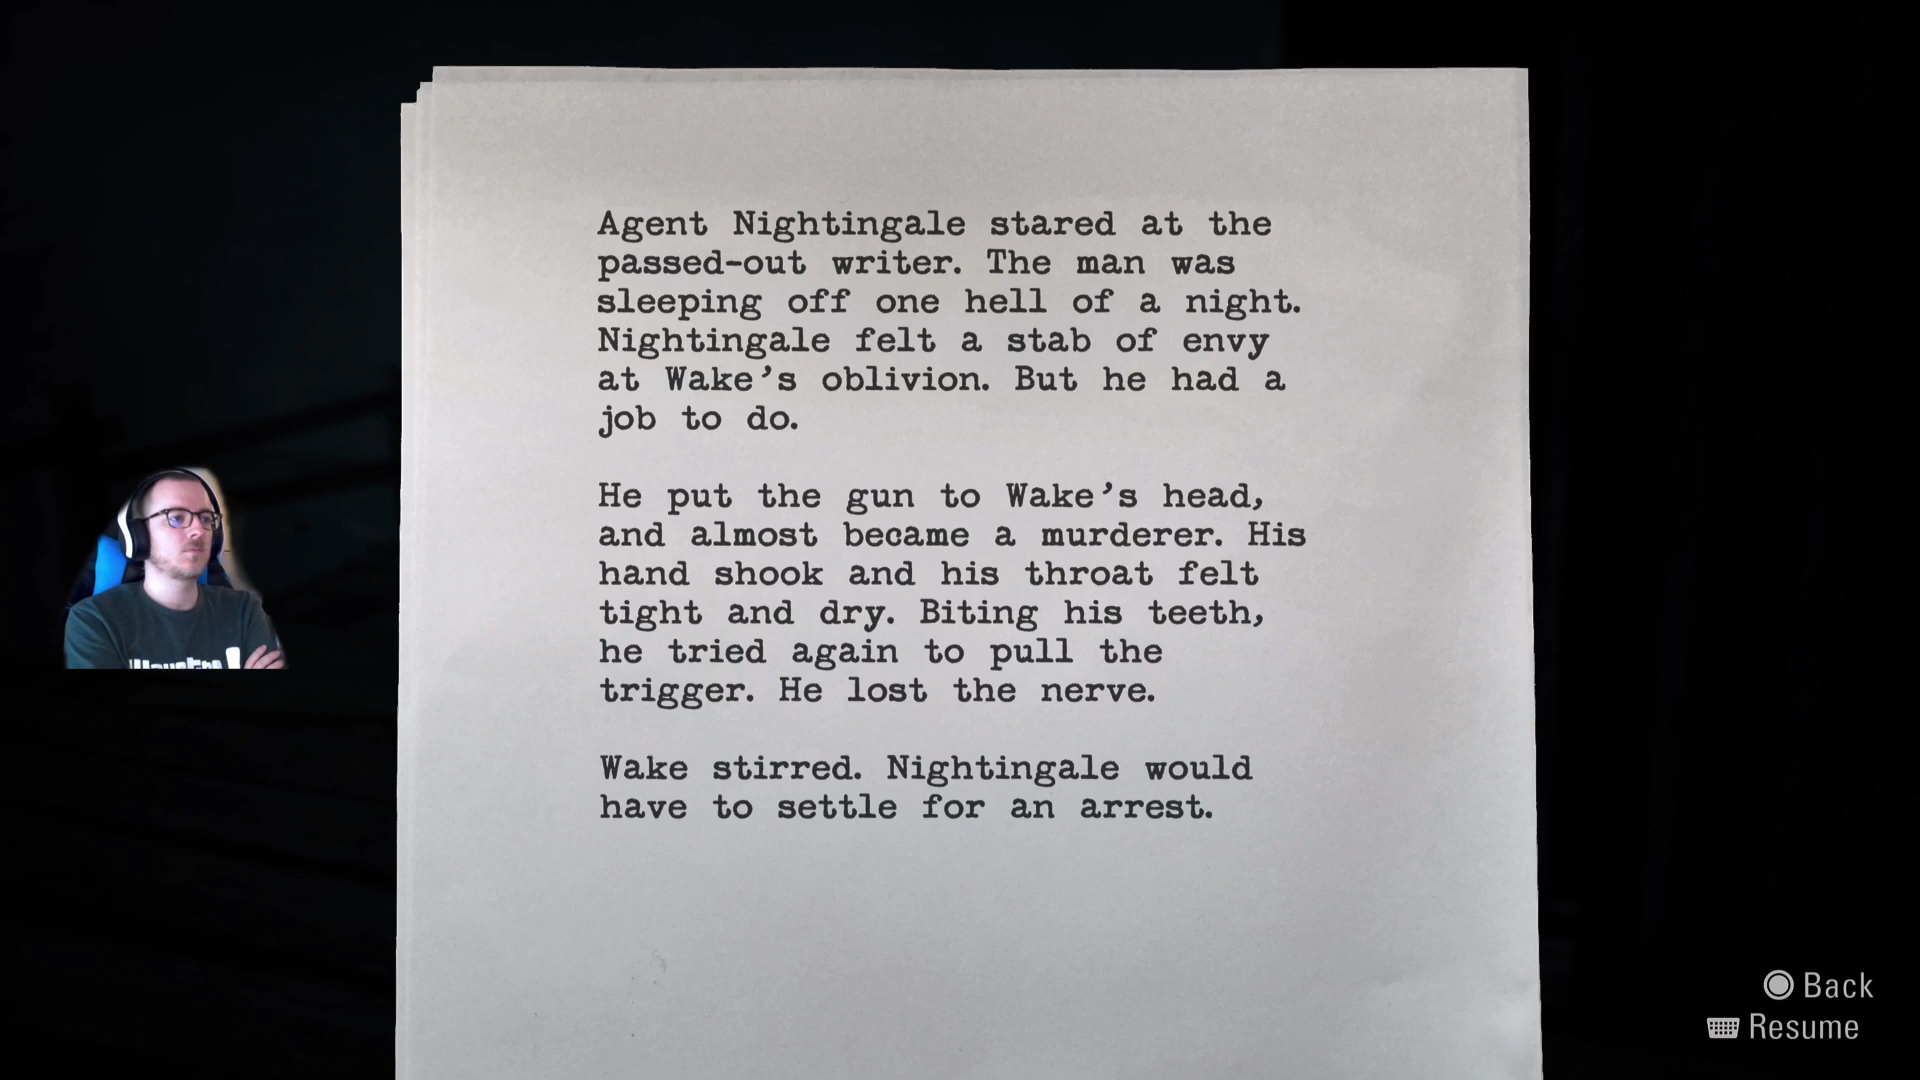 Agent Nightingale stared at the
passed-out writer. The man was
sleeping off one hell of a night.
Nightingale felt a stab of envy
at Wake’s oblivion. But he had a
job to do.
He put the gun to Wake’s head,
and almost became a murderer. His
hand shook and his throat felt
tight and dry. Biting his teeth,
he tried again to pull the
trigger. He lost the nerve.
Wake stirred. Nightingale would
have to settle for an arrest.
Back
Resume